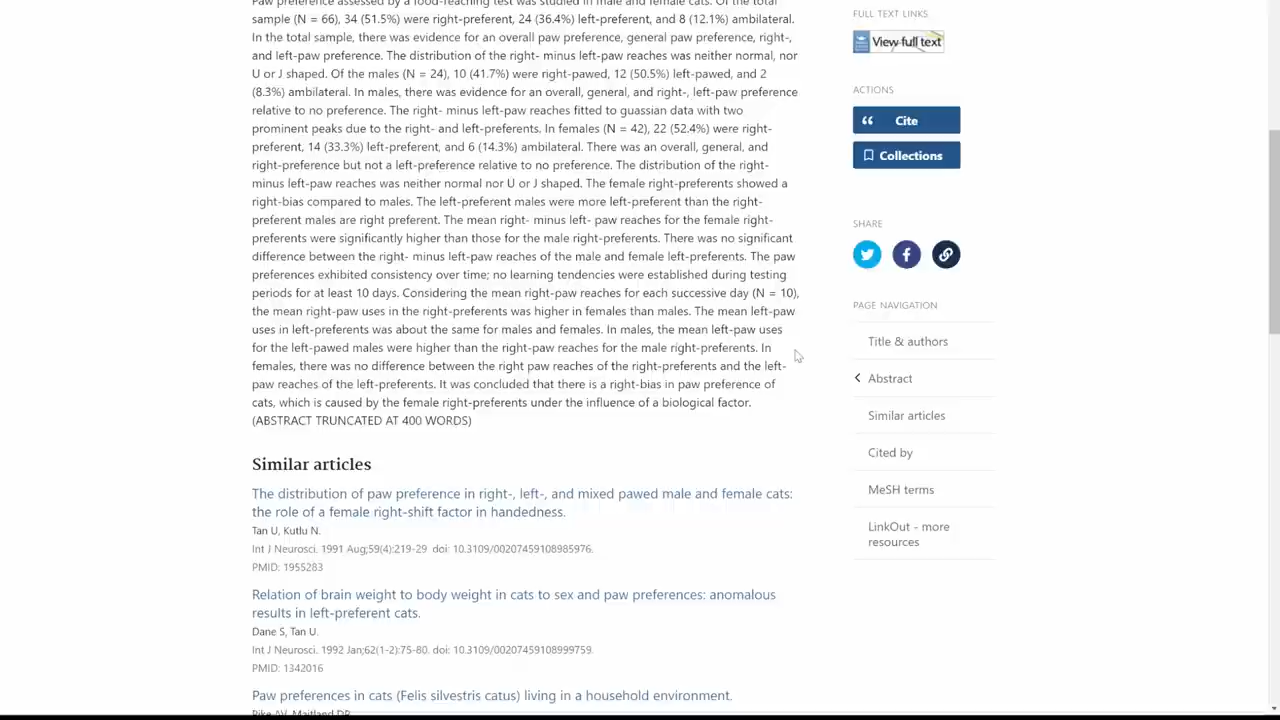 Paw preference assessed by a food-reaching test was studied in male and female cats. Of the total
sample (N = 66), 34 (51.5%) were right-preferent, 24 (36.4%) left-preferent, and 8 (12.1%) ambilateral.
In the total sample, there was evidence for an overall paw preference, general paw preference, right-,
and left-paw preference. The distribution of the right- minus left-paw reaches was neither normal, nor
U or J shaped. Of the males (N = 24), 10 (41.7%) were right-pawed, 12 (50.5%) left-pawed, and 2
(8.3%) ambilateral. In males, there was evidence for an overall, general, and right-, left-paw preference
relative to no preference. The right- minus left-paw reaches fitted to guassian data with two
prominent peaks due to the right- and left-preferents. In females (N = 42), 22 (52.4%) were right-
preferent, 14 (33.3%) left-preferent, and 6 (14.3%) ambilateral. There was an overall, general, and
right-preference but not a left-preference relative to no preference. The distribution of the right-
minus left-paw reaches was neither normal nor U or J shaped. The female right-preferents showed a
right-bias compared to males. The left-preferent males were more left-preferent than the right-
preferent males are right preferent. The mean right- minus left- paw reaches for the female right-
preferents were significantly higher than those for the male right-preferents. There was no significant
difference between the right- minus left-paw reaches of the male and female left-preferents. The paw
preferences exhibited consistency over time; no learning tendencies were established during testing
periods for at least 10 days. Considering the mean right-paw reaches for each successive day (N = 10),
the mean right-paw uses in the right-preferents was higher in females than males. The mean left-paw
uses in left-preferents was about the same for males and females. In males, the mean left-paw uses
for the left-pawed males were higher than the right-paw reaches for the male right-preferents. In
females, there was no difference between the right paw reaches of the right-preferents and the left-
paw reaches of the left-preferents. It was concluded that there is a right-bias in paw preference of
cats, which is caused by the female right-preferents under the influence of a biological factor.
(ABSTRACT TRUNCATED AT 400 WORDS)
Similar articles
The distribution of paw preference in right-, left-, and mixed pawed male and female cats:
the role of a female right-shift factor in handedness.
Tan U, Kutlu N.
Int J Neurosci. 1991 Aug;59(4):219-29. doi: 10.3109/00207459108985976.
PMID: 1955283
Relation of brain weight to body weight in cats to sex and paw preferences: anomalous
results in left-preferent cats.
Dane S, Tan U.
Int J Neurosci. 1992 Jan;62(1-2):75-80. doi: 10.3109/00207459108999759.
PMID: 1342016
Paw preferences in cats (Felis silvestris catus) living in a household environment.
Pike AV, Maitland DP.
FULL TEXT LINKS
View full text
ACTIONS
Cite
Collections
SHARE
PAGE NAVIGATION
Title & authors
Abstract
Similar articles
Cited by
MeSH terms
LinkOut - more
resources